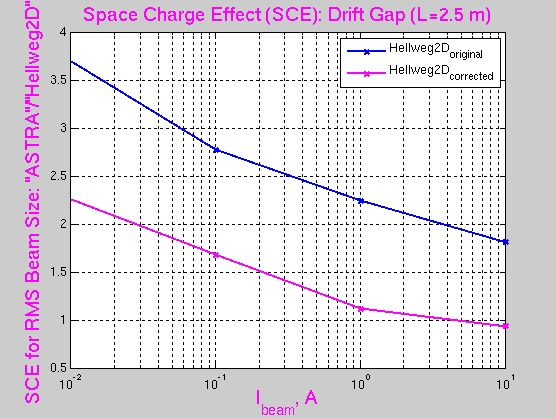 Space Charge Effect (SCE): Drift Gap (L=2.5 m)
SCE for RMS Beam Size: "ASTRA"/"Hellweg2D"
4
3.5
3
2.5
2
1.5
1
0.5
Hellweg2D_original
Hellweg2D_corrected
10^-2 10^-1 10^0 10^1
I_beam, A